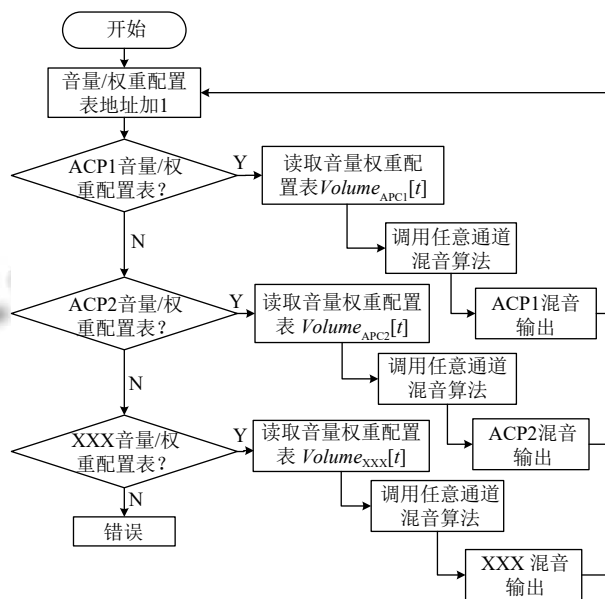 开始
音量/权重配置
表地址加1
ACP1音量/权
重配置表?
Y
读取音量权重配
置表Volume_APC1[t]
调用任意通道
混音算法
ACP1混音
输出
N
ACP2音量/权
重配置表?
Y
读取音量权重配置
表 Volume_APC2[t]
调用任意通道
混音算法
ACP2混音
输出
N
XXX音量/权
重配置表?
Y
读取音量权重配置
表 Volume_XXX[t]
调用任意通道
混音算法
XXX 混音
输出
N
错误